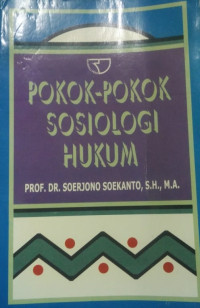 POKOK-POKOK
SOSIOLOGI
HUKUM
PROF. DR. SOERJONO SOEKANTO, S.H., M.A.